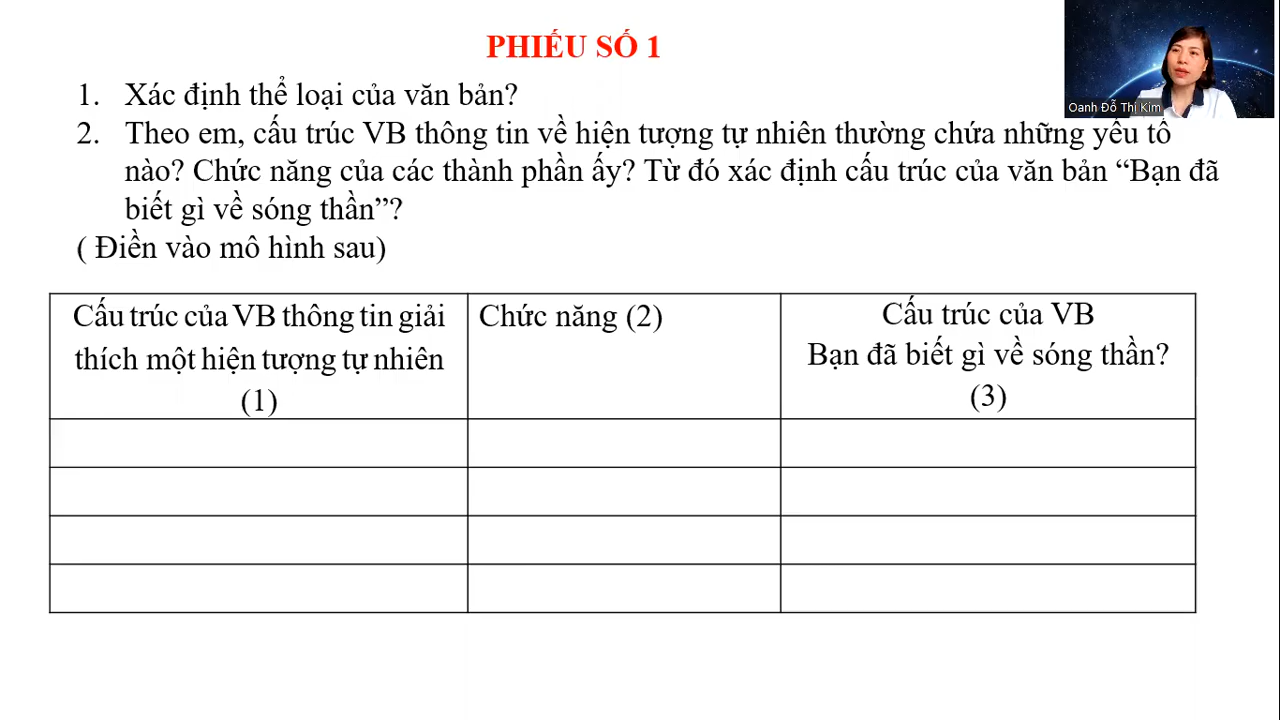 PHIẾU SỐ 1
Oanh Đỗ Thị Kim
1. Xác định thể loại của văn bản?
2. Theo em, cấu trúc VB thông tin về hiện tượng tự nhiên thường chứa những yếu tố
nào? Chức năng của các thành phần ấy? Từ đó xác định cấu trúc của văn bản “Bạn đã
biết gì về sóng thần”?
( Điền vào mô hình sau)
Cấu trúc của VB thông tin giải
thích một hiện tượng tự nhiên
(1)
Chức năng (2)
Cấu trúc của VB
Bạn đã biết gì về sóng thần?
(3)